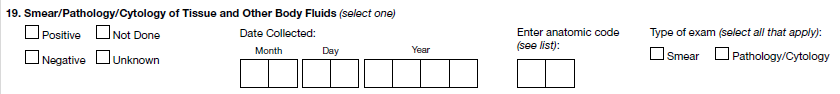 19. Smear/Pathology/Cytology of Tissue and Other Body Fluids (select one)
Positive Not Done
Negative Unknown
Date Collected:
Month Day Year
Enter anatomic code
(see list):
Type of exam (select all that apply):
Smear Pathology/Cytology